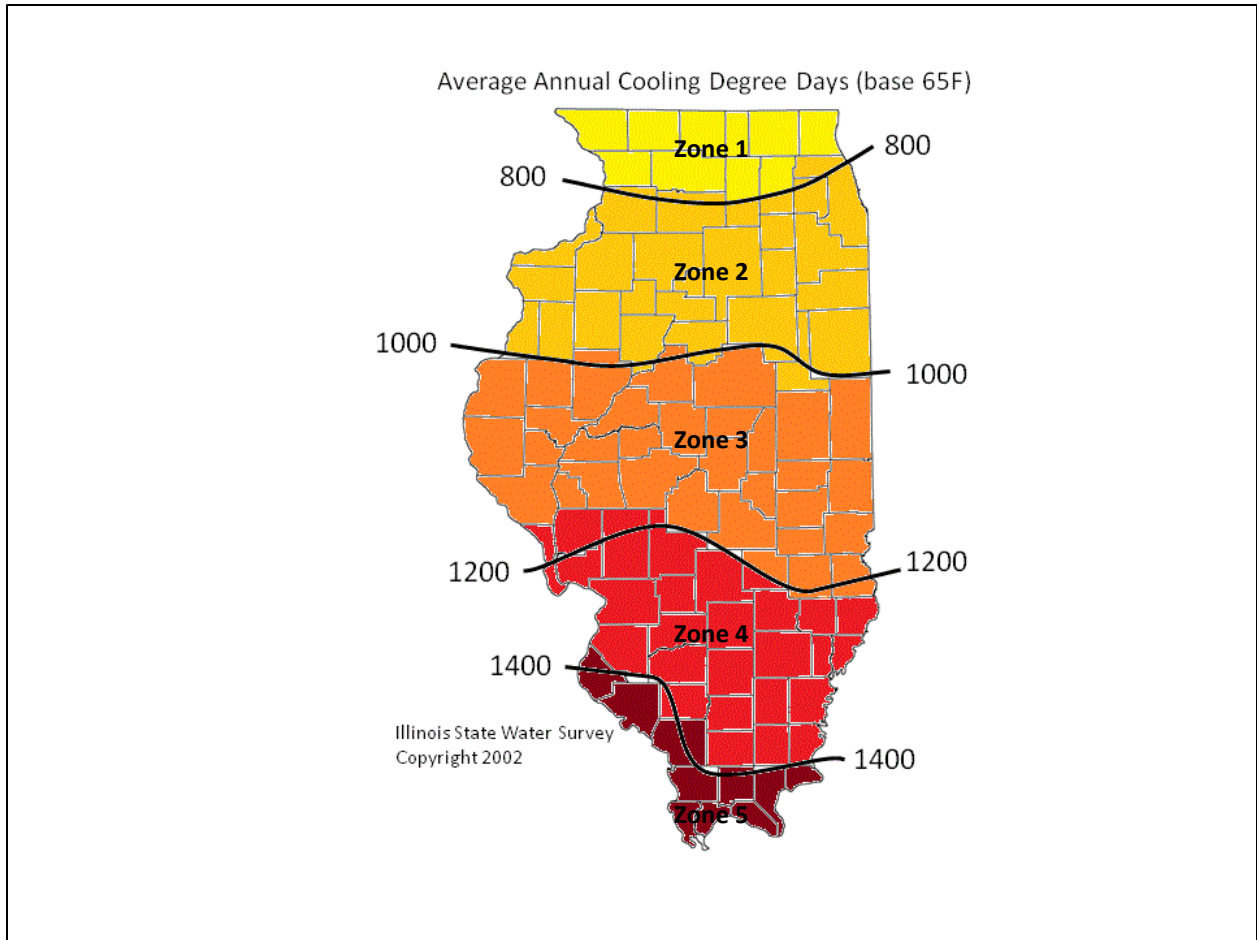 Average Annual Cooling Degree Days (base 65F)
Zone 1
800
800
Zone 2
1000
1000
Zone 3
1200
1200
Zone 4
1400
Illinois State Water Survey
Copyright 2002
1400
Zone 5